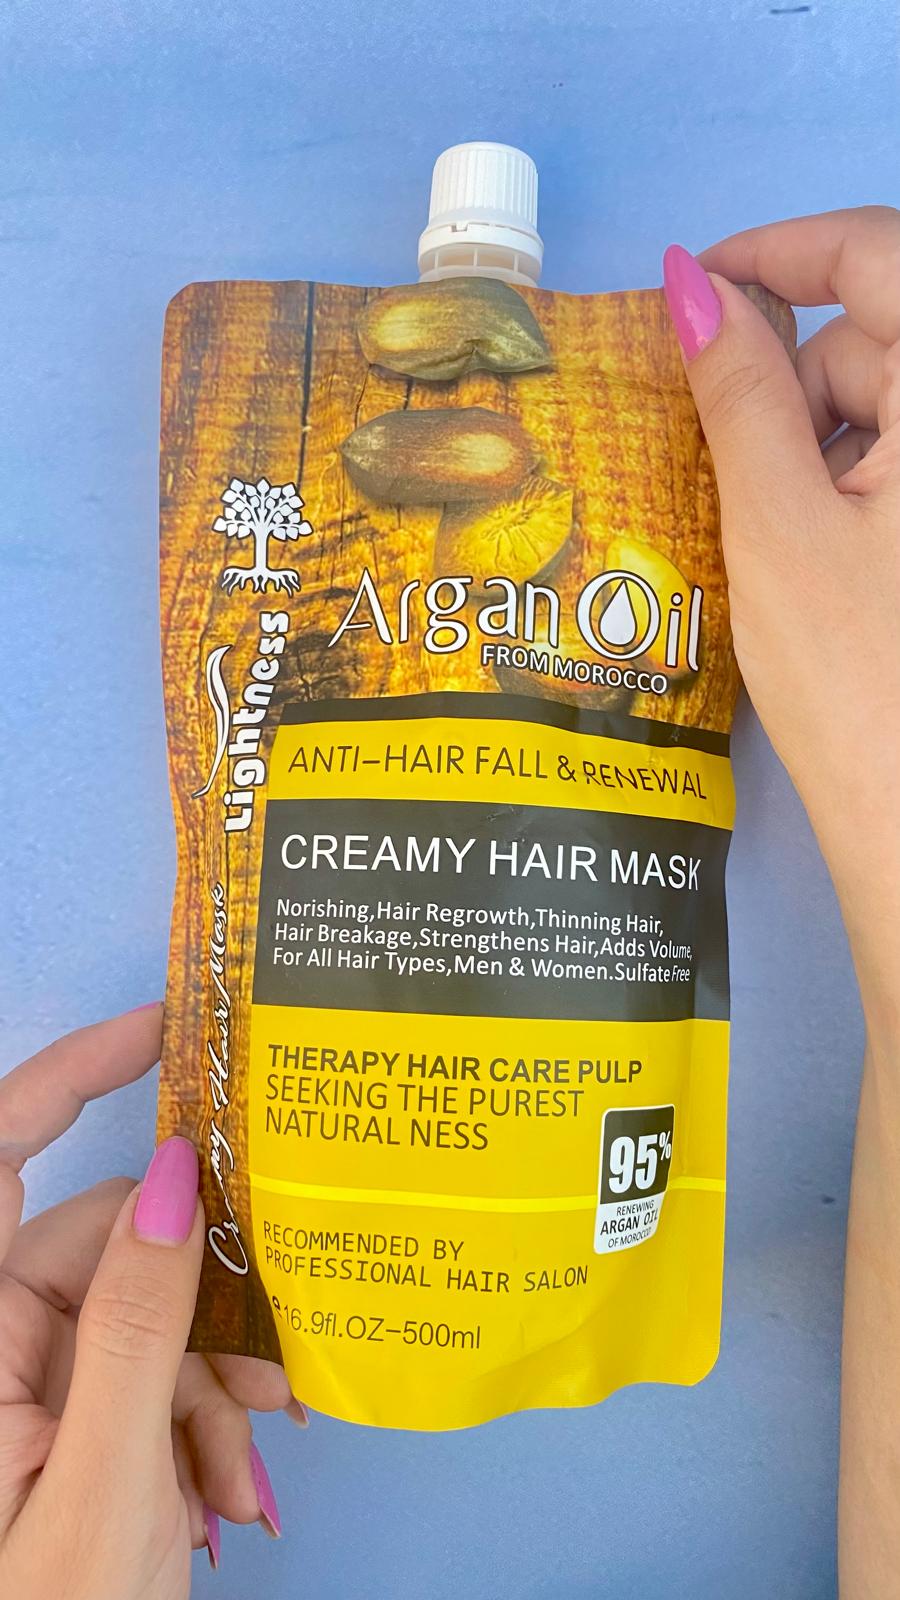 Argan Oil
FROM MOROCCO
Lightness
Creamy Hair Mask
ANTI-HAIR FALL & RENEWAL
CREAMY HAIR MASK
Norishing,Hair Regrowth,Thinning Hair,
Hair Breakage,Strengthens Hair,Adds Volume,
For All Hair Types,Men & Women.Sulfate Free
THERAPY HAIR CARE PULP
SEEKING THE PUREST
NATURAL NESS
95%
RENEWING
ARGAN OIL
OF MOROCCO
RECOMMENDED BY
PROFESSIONAL HAIR SALON
e16.9fl.OZ-500ml